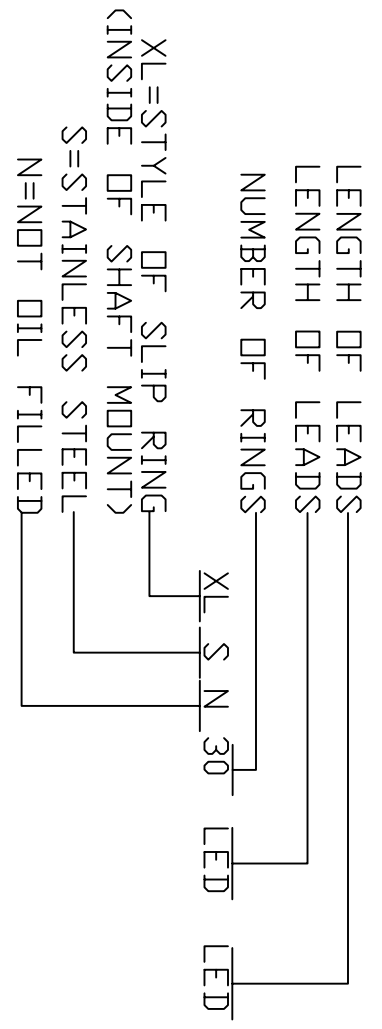 LENGTH OF LEADS
LENGTH OF LEADS
NUMBER OF RINGS
XL S N 30 LED LED
XL=STYLE OF SLIP RING
(INSIDE OF SHAFT MOUNT)
S=STAINLESS STEEL
N=NOT OIL FILLED